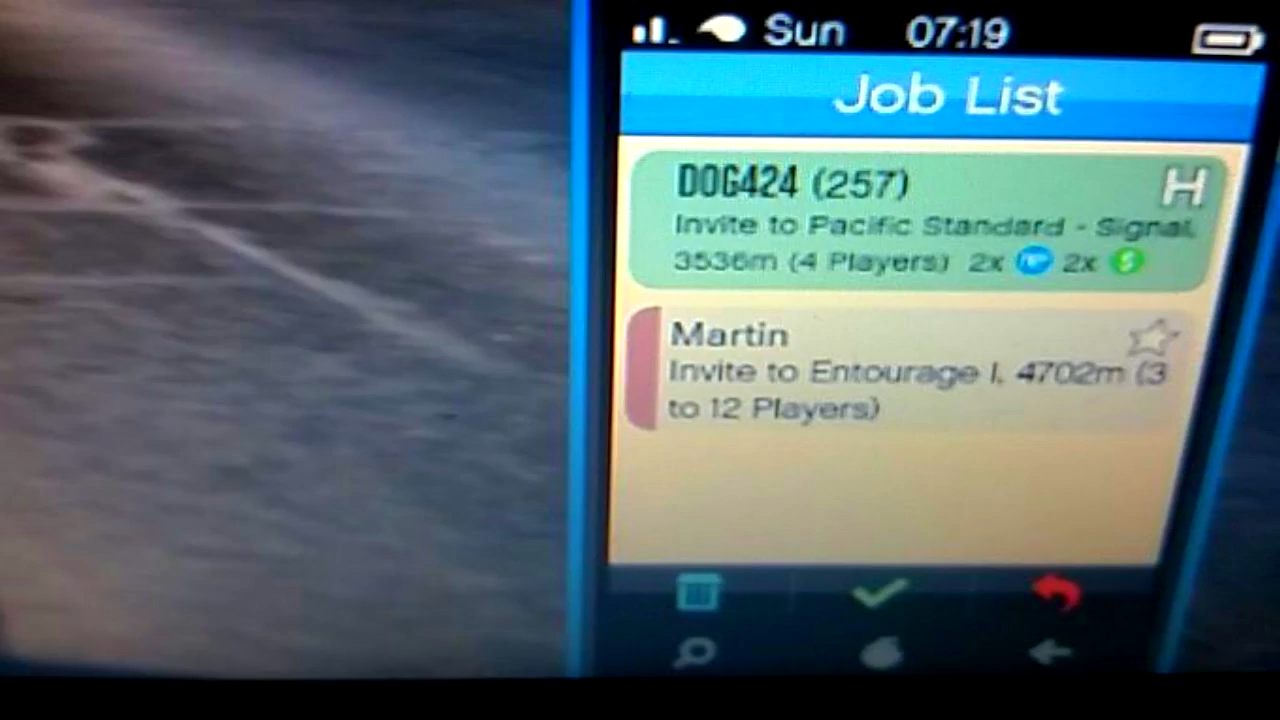 Sun 07:19
Job List
DOG424 (257) H
Invite to Pacific Standard - Signal,
3536m (4 Players) 2x RP 2x $
Martin
Invite to Entourage I, 4702m (3
to 12 Players)